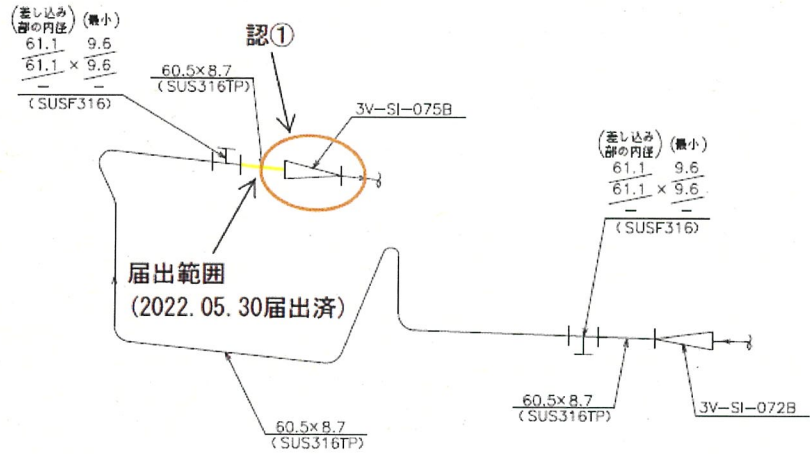 (差し込み部の内径) (最小)
61.1 9.6
61.1 × 9.6
– –
(SUSF316)
認①
60.5×8.7
(SUS316TP)
3V-SI-075B
届出範囲
(2022.05.30届出済)
60.5×8.7
(SUS316TP)
(差し込み部の内径) (最小)
61.1 9.6
61.1 × 9.6
– –
(SUSF316)
60.5×8.7
(SUS316TP)
3V-SI-072B